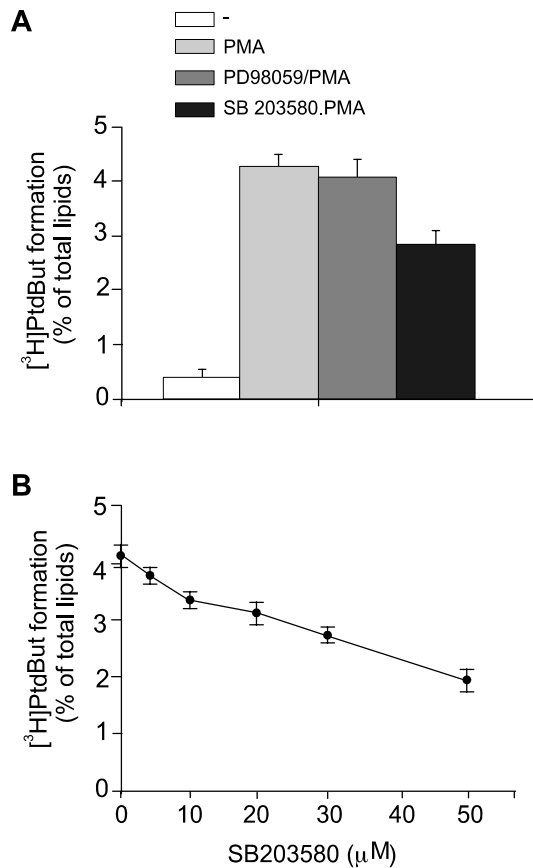 A
-
PMA
PD98059/PMA
SB 203580.PMA
[³H]PtdBut formation
(% of total lipids)
5
4
3
2
1
0
B
[³H]PtdBut formation
(% of total lipids)
5
4
3
2
1
0
0 10 20 30 40 50
SB203580 (μM)